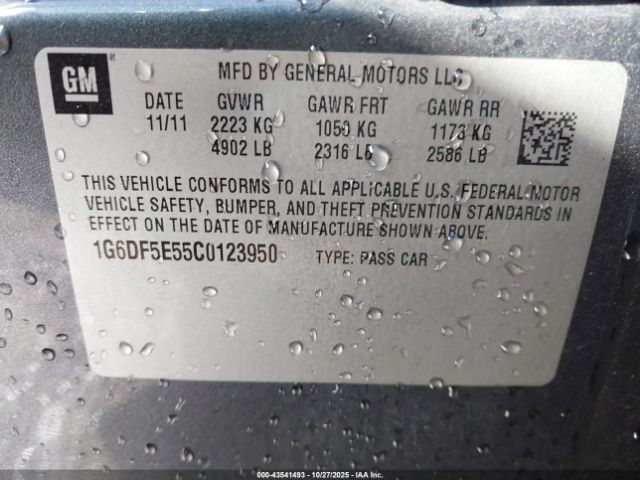 GM
MFD BY GENERAL MOTORS LLC
DATE GVWR GAWR FRT GAWR RR
11/11 2223 KG 1050 KG 1173 KG
4902 LB 2316 LB 2586 LB
THIS VEHICLE CONFORMS TO ALL APPLICABLE U.S. FEDERAL MOTOR
VEHICLE SAFETY, BUMPER, AND THEFT PREVENTION STANDARDS IN
EFFECT ON THE DATE OF MANUFACTURE SHOWN ABOVE.
1G6DF5E55C0123950 TYPE: PASS CAR
000-43541493 - 10/27/2025 - IAAI.COM